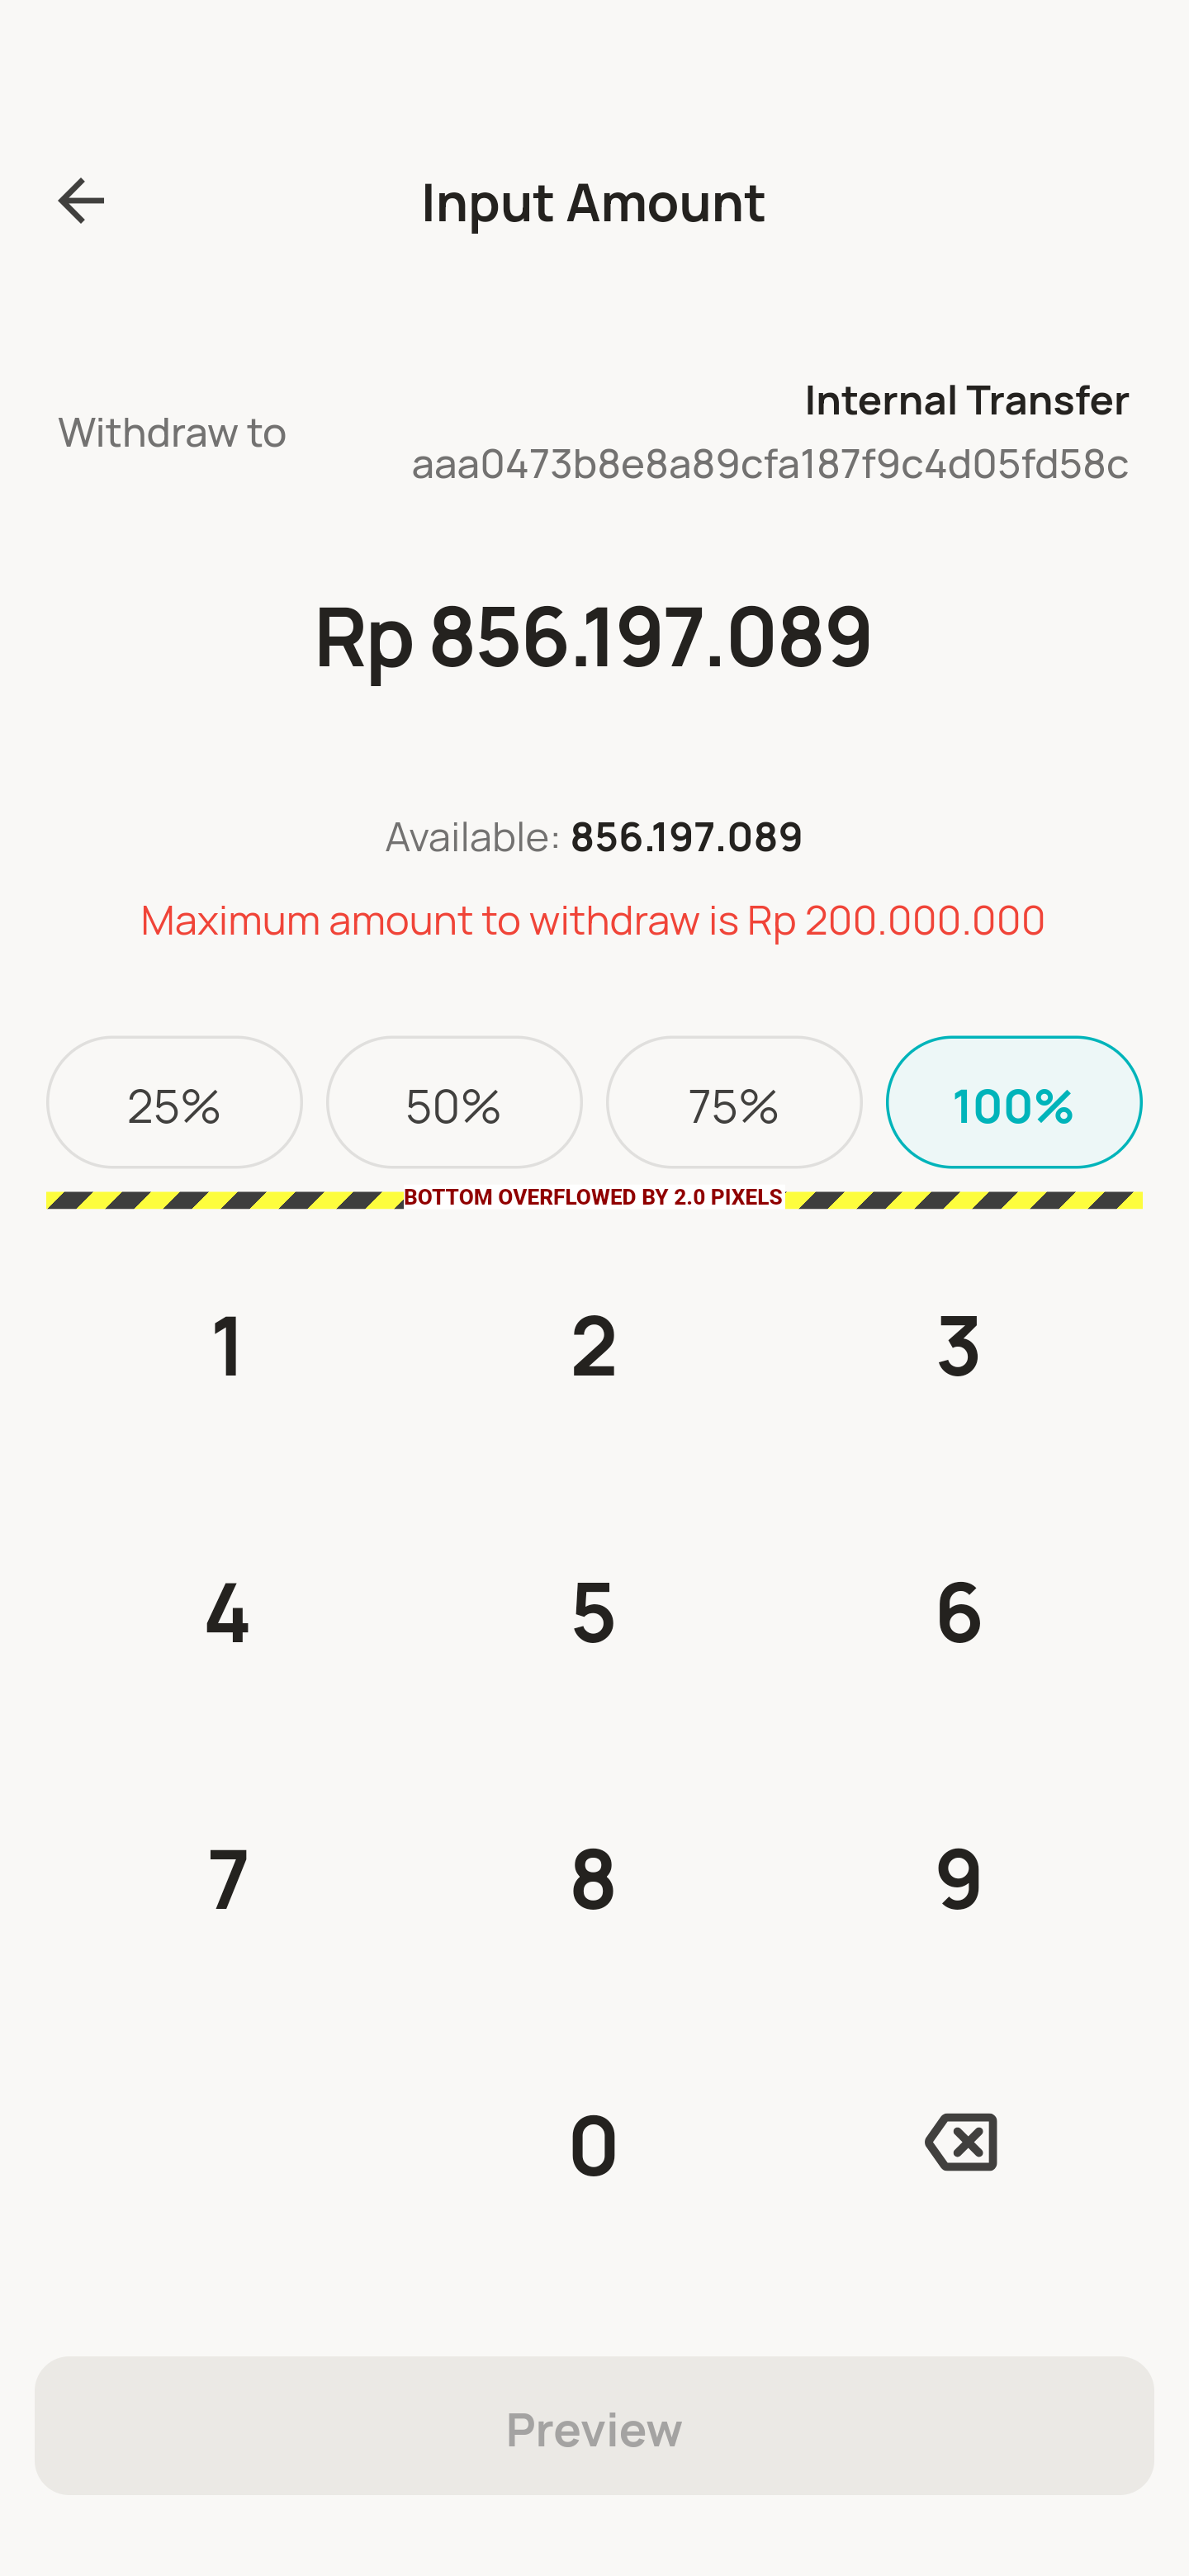 Input Amount
Withdraw to
Internal Transfer
aaa0473b8e8a89cfa187f9c4d05fd58c
Rp 856.197.089
Available: 856.197.089
Maximum amount to withdraw is Rp 200.000.000
25% 50% 75% 100%
BOTTOM OVERFLOWED BY 2.0 PIXELS
1 2 3
4 5 6
7 8 9
0
Preview